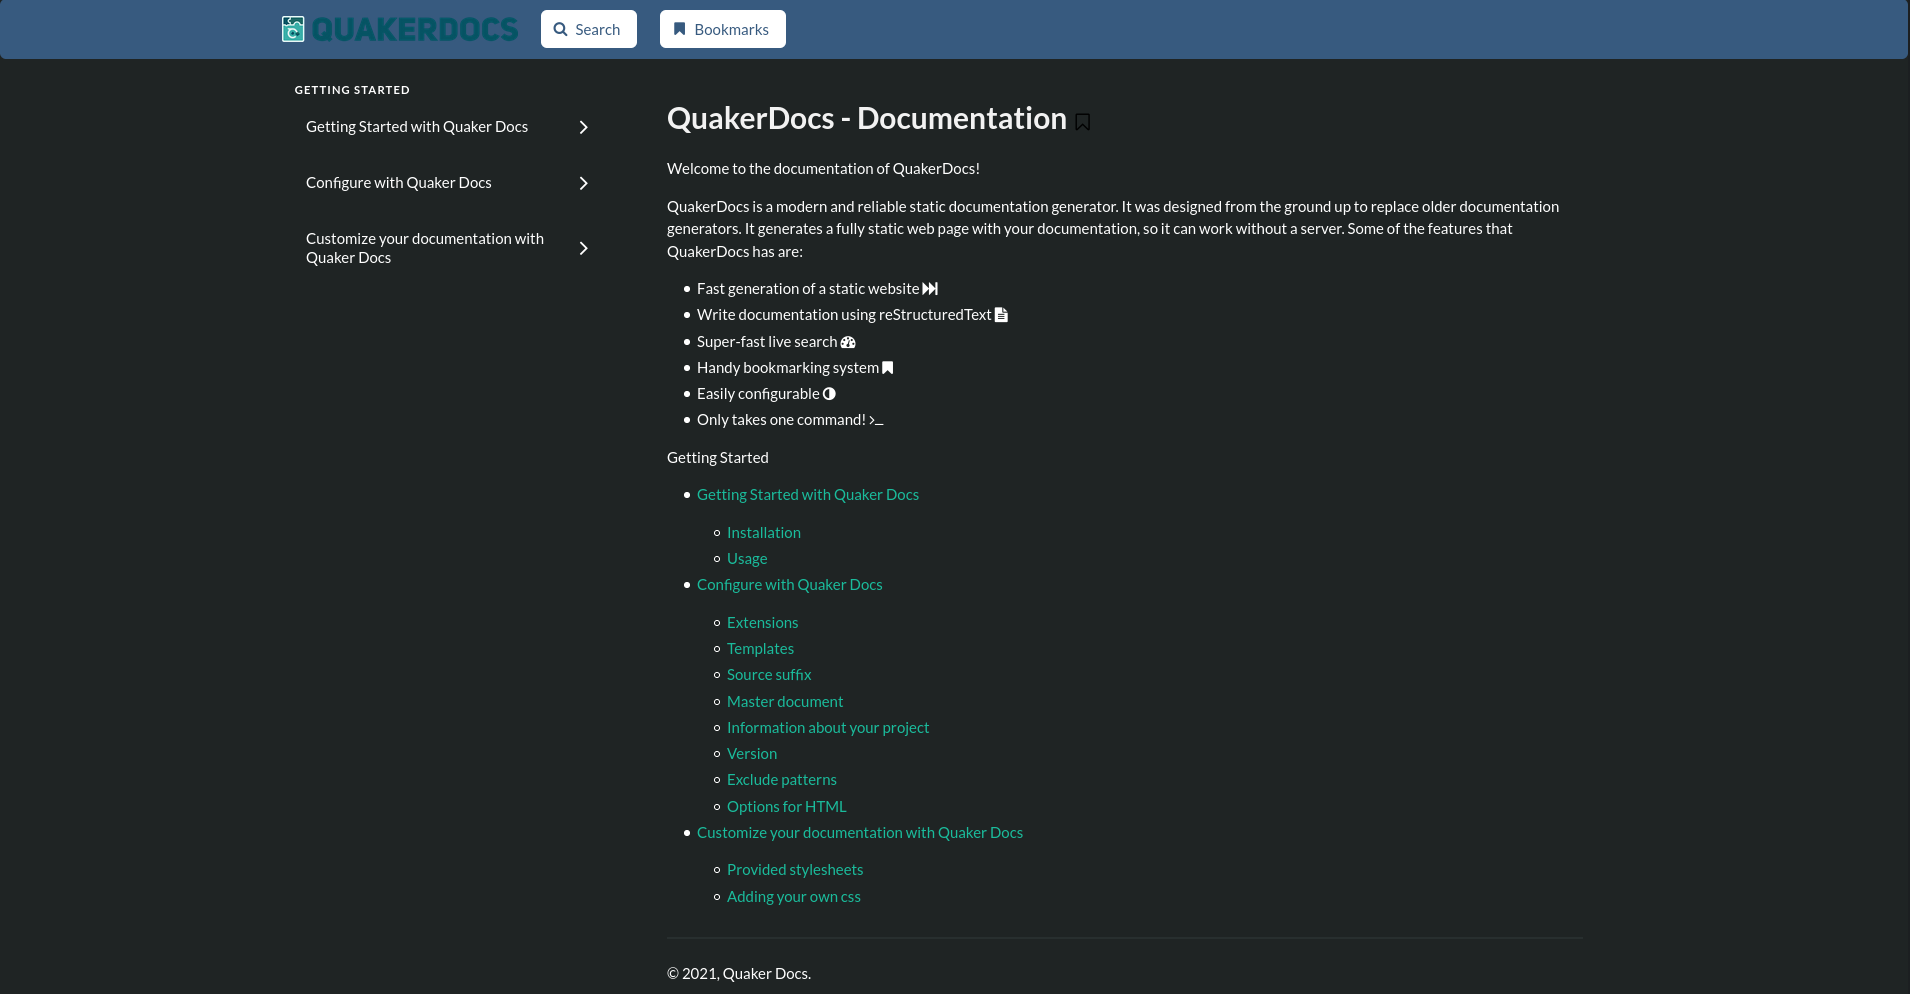 QUAKERDOCS
Search
Bookmarks
GETTING STARTED
Getting Started with Quaker Docs
Configure with Quaker Docs
Customize your documentation with
Quaker Docs
QuakerDocs - Documentation
Welcome to the documentation of QuakerDocs!
QuakerDocs is a modern and reliable static documentation generator. It was designed from the ground up to replace older documentation
generators. It generates a fully static web page with your documentation, so it can work without a server. Some of the features that
QuakerDocs has are:
Fast generation of a static website
Write documentation using reStructuredText
Super-fast live search
Handy bookmarking system
Easily configurable
Only takes one command!
Getting Started
Getting Started with Quaker Docs
Installation
Usage
Configure with Quaker Docs
Extensions
Templates
Source suffix
Master document
Information about your project
Version
Exclude patterns
Options for HTML
Customize your documentation with Quaker Docs
Provided stylesheets
Adding your own css
© 2021, Quaker Docs.